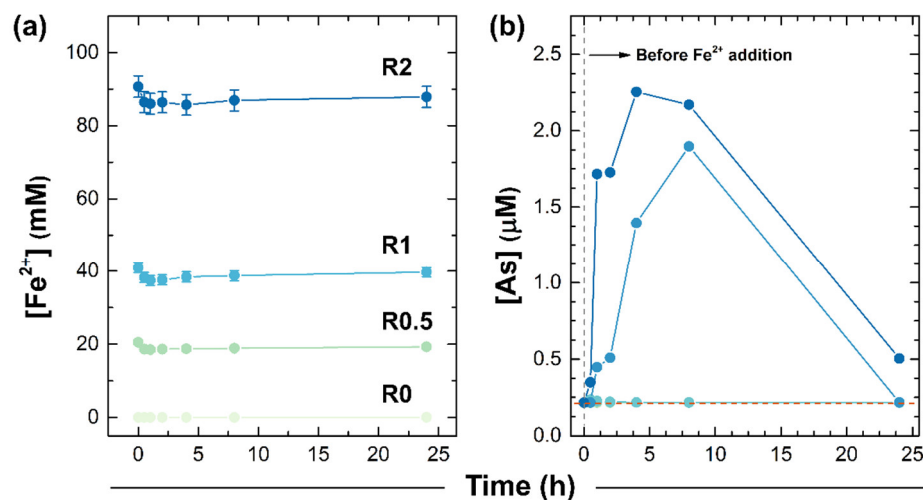 (a)
100
80
60
40
20
0
[Fe²⁺] (mM)
R2
R1
R0.5
R0
0 5 10 15 20 25
(b)
2.5
2.0
1.5
1.0
0.5
0.0
[As] (μM)
Before Fe²⁺ addition
0 5 10 15 20 25
Time (h)